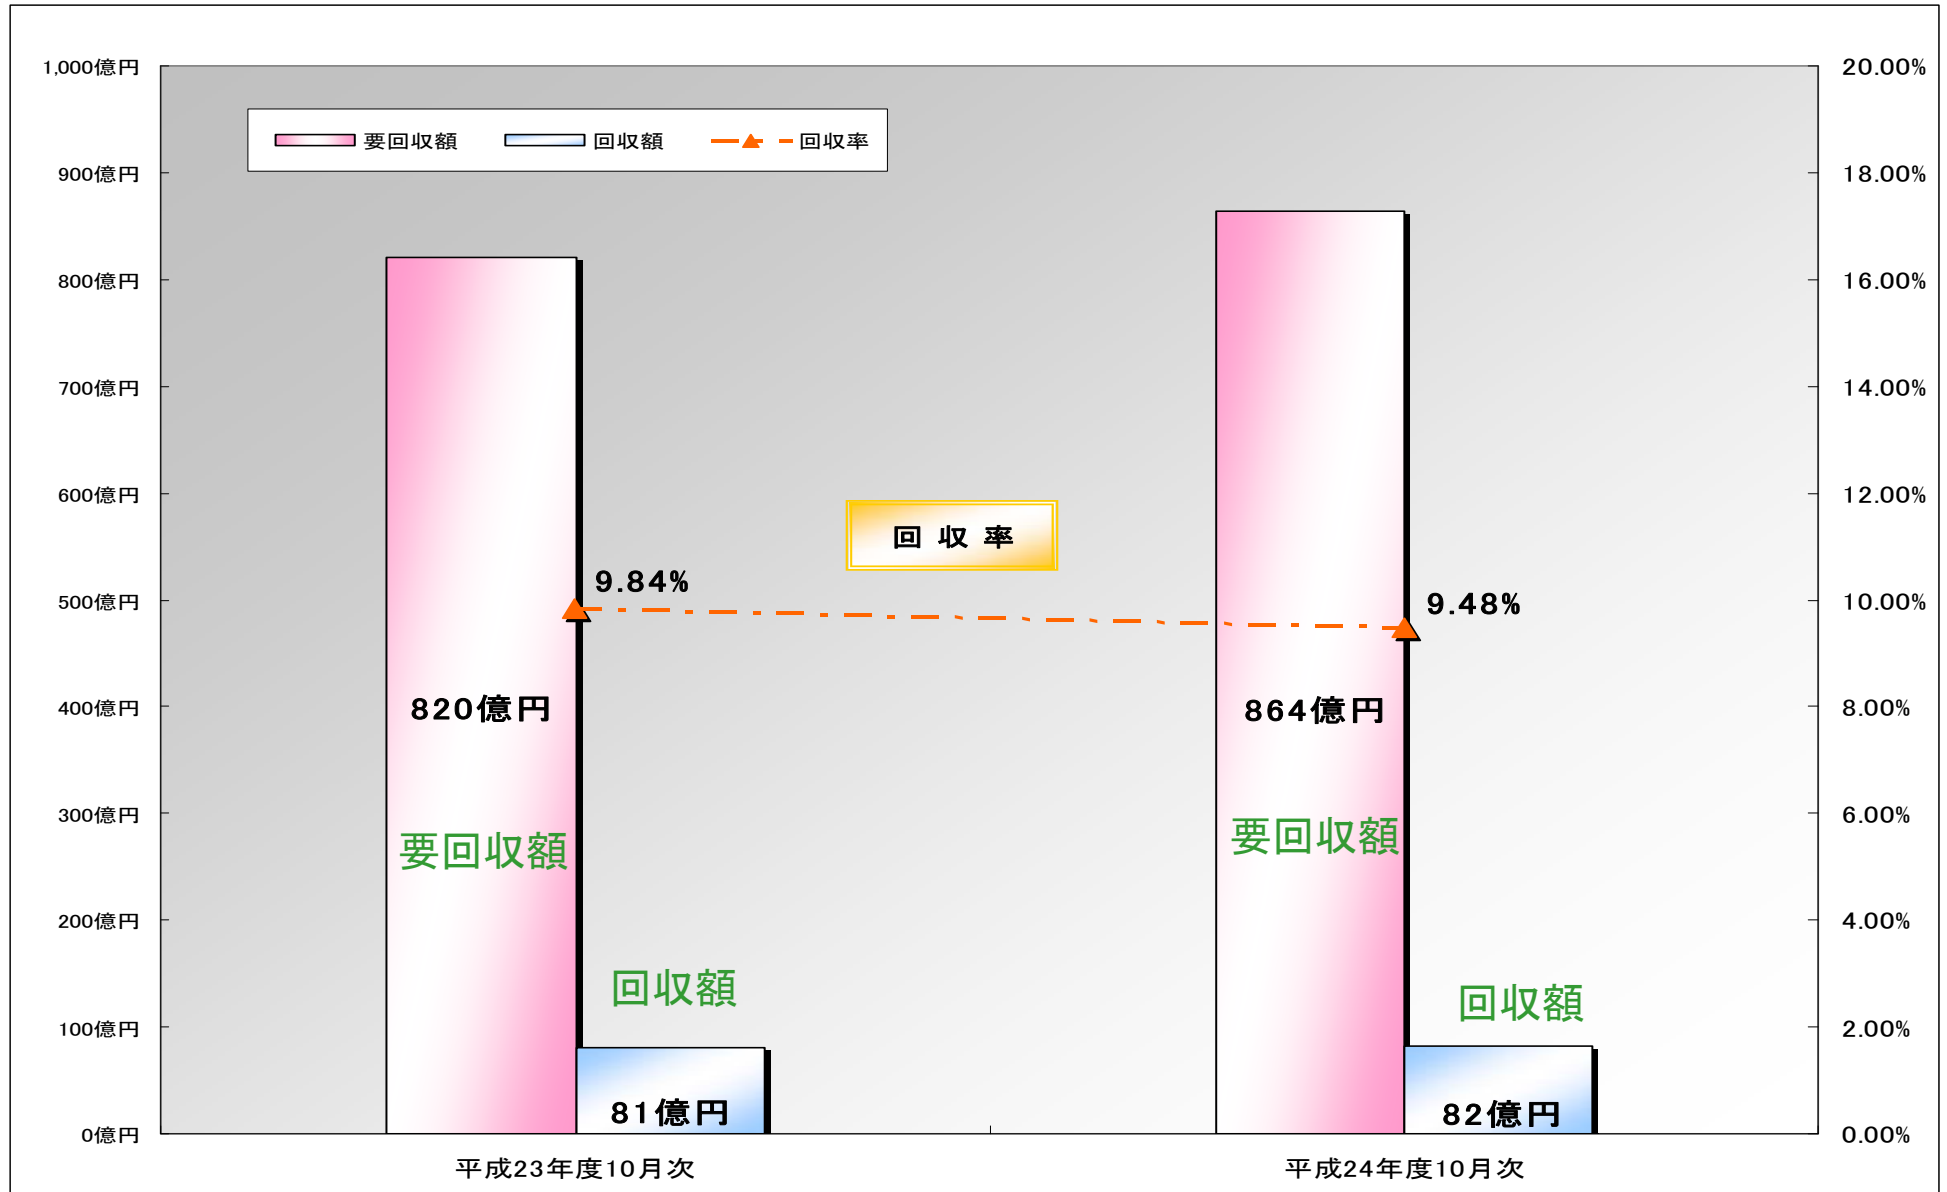 1,000億円
900億円
800億円
700億円
600億円
500億円
400億円
300億円
200億円
100億円
0億円
要回収額 回収額 回収率
20.00%
18.00%
16.00%
14.00%
12.00%
10.00%
8.00%
6.00%
4.00%
2.00%
0.00%
回収率
9.84%
9.48%
820億円
864億円
要回収額
要回収額
回収額
回収額
81億円
82億円
平成23年度10月次
平成24年度10月次